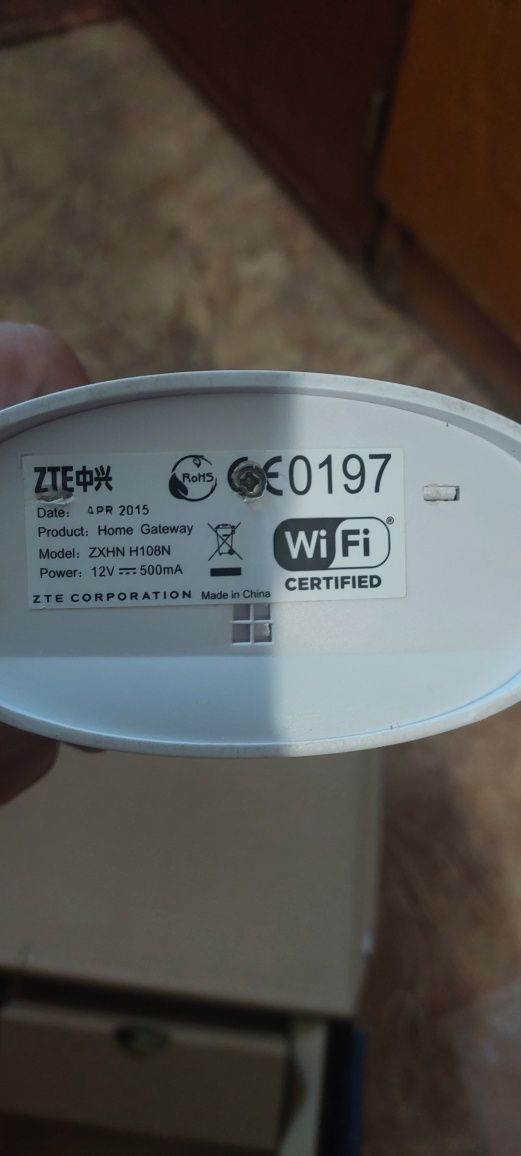 ZTE中兴 RoHS CE0197
Date: APR 2015
Product: Home Gateway
Model: ZXHN H108N
Power: 12V ⎓ 500mA
Wi Fi®
CERTIFIED
ZTE CORPORATION Made in China